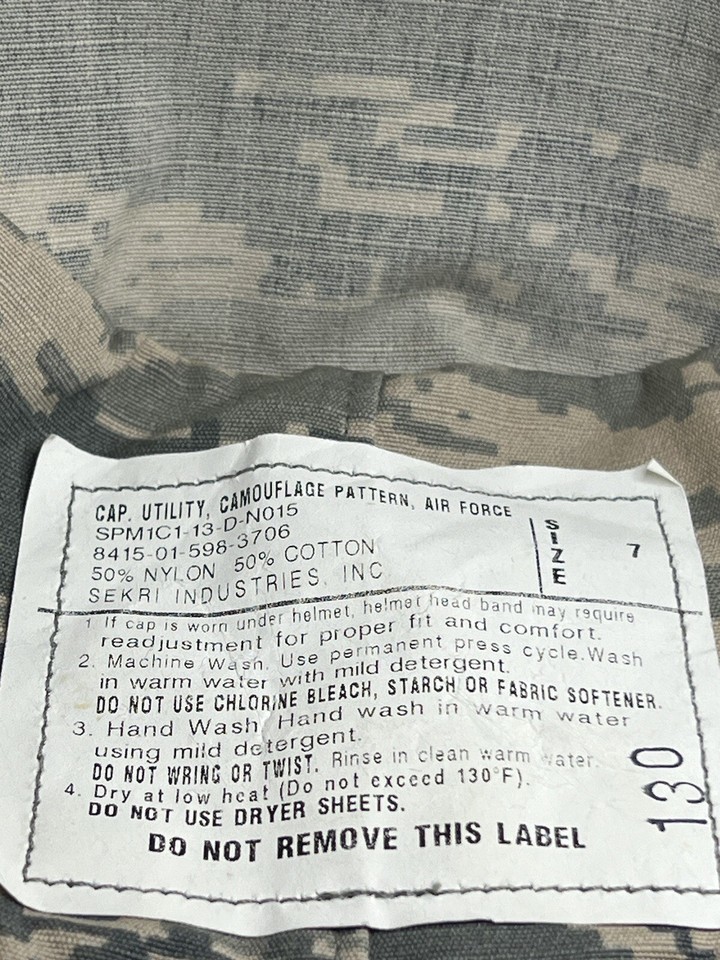 CAP. UTILITY, CAMOUFLAGE PATTERN, AIR FORCE
SPM1C1-13-D-N015
8415-01-598-3706
50% NYLON 50% COTTON
SEKRI INDUSTRIES, INC
SIZE
7
1. If cap is worn under helmet, helmet head band may require
readjustment for proper fit and comfort.
2. Machine Wash. Use permanent press cycle. Wash
in warm water with mild detergent.
DO NOT USE CHLORINE BLEACH, STARCH OR FABRIC SOFTENER.
3. Hand Wash Hand wash in warm water
using mild detergent.
DO NOT WRING OR TWIST. Rinse in clean warm water.
4. Dry at low heat (Do not exceed 130°F).
DO NOT USE DRYER SHEETS.
DO NOT REMOVE THIS LABEL
130